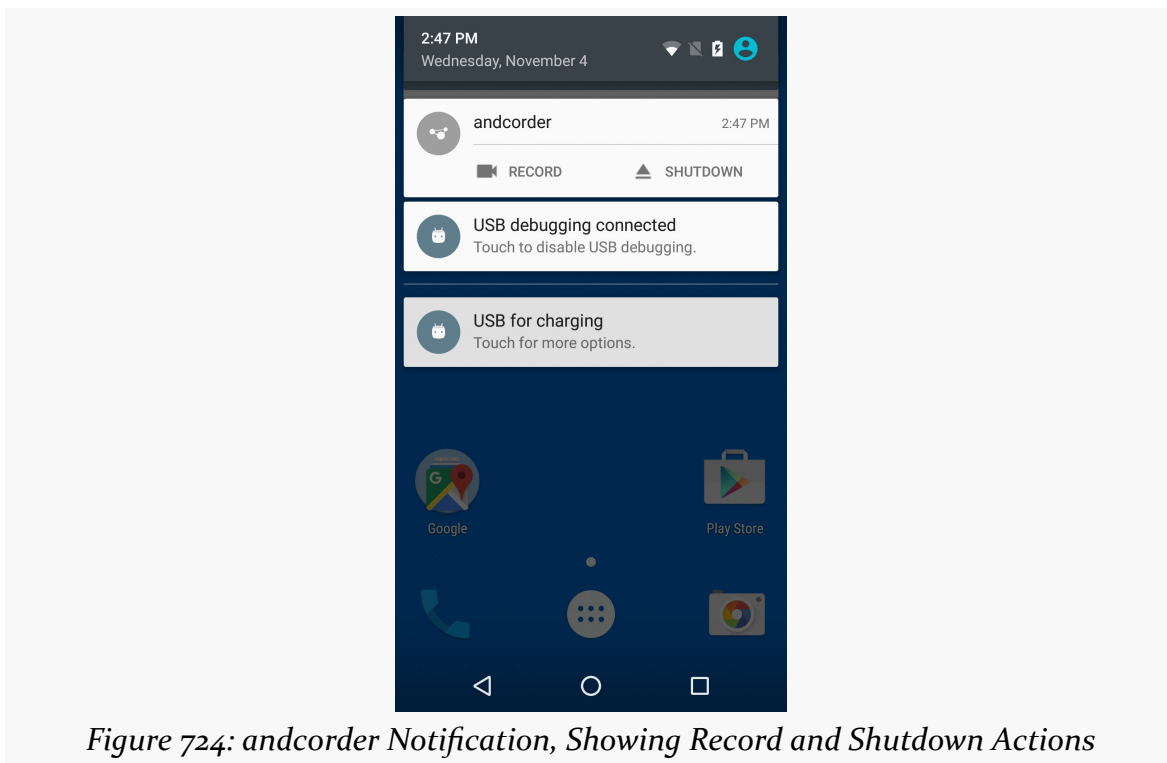 2:47 PM
Wednesday, November 4
andcorder 2:47 PM
RECORD SHUTDOWN
USB debugging connected
Touch to disable USB debugging.
USB for charging
Touch for more options.
G
Google Play Store
Figure 724: andcorder Notification, Showing Record and Shutdown Actions